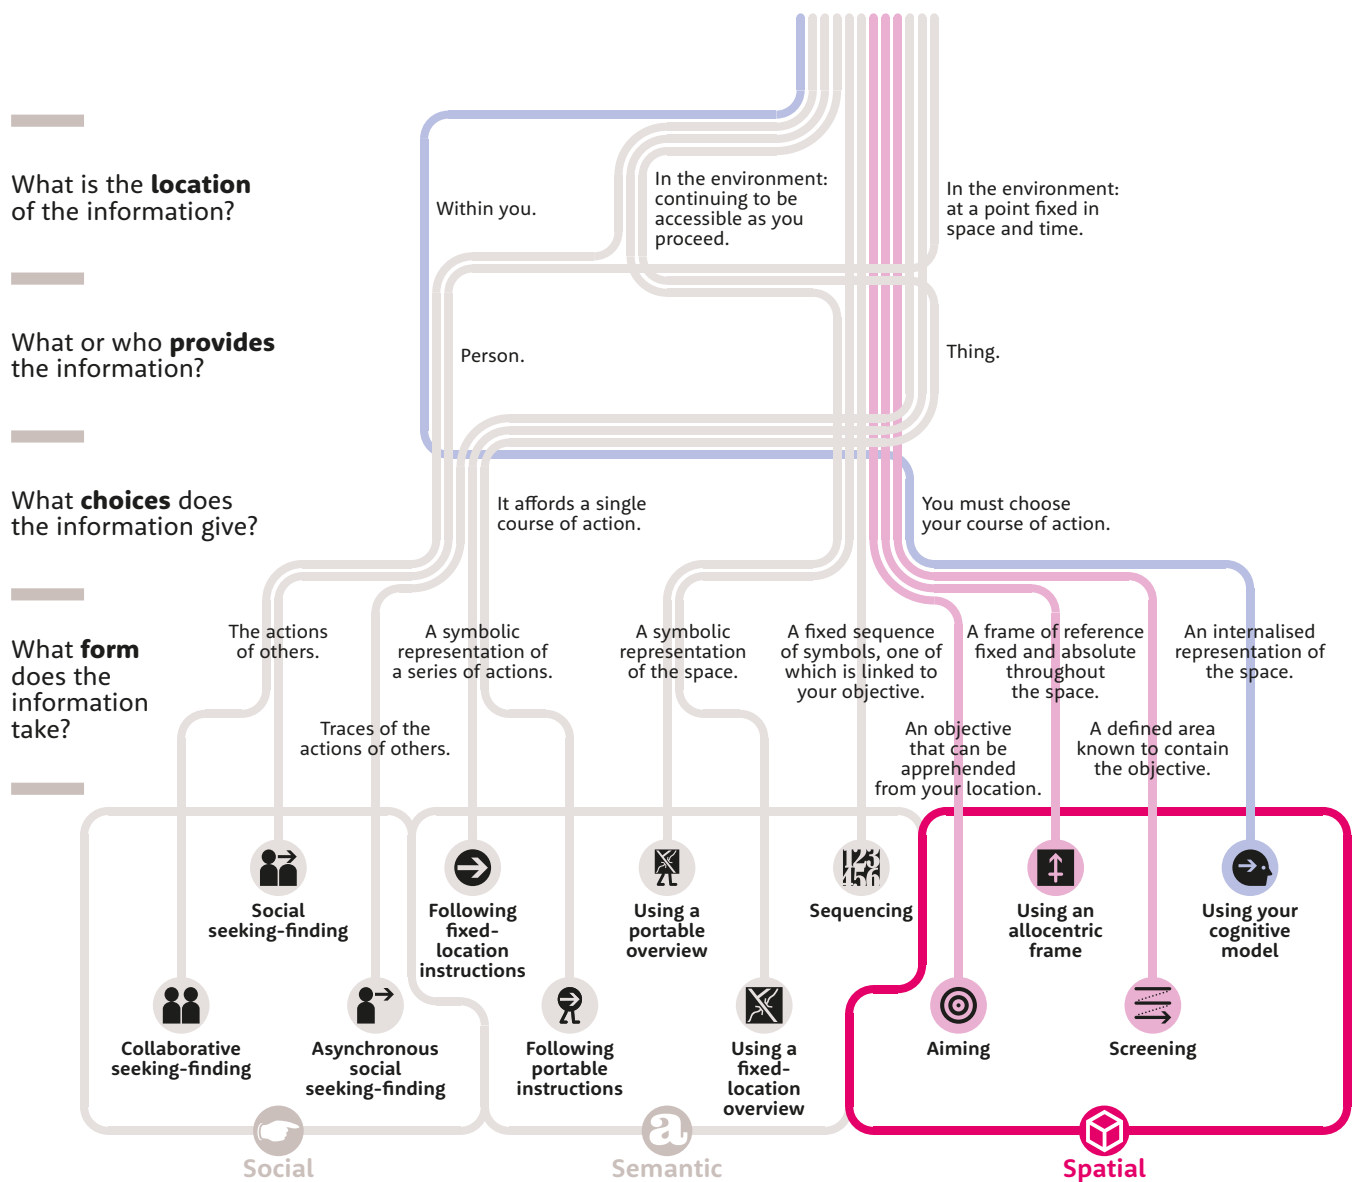 What is the location
of the information?
Within you.
In the environment:
continuing to be
accessible as you
proceed.
In the environment:
at a point fixed in
space and time.
What or who provides
the information?
Person.
Thing.
What choices does
the information give?
It affords a single
course of action.
You must choose
your course of action.
What form
does the
information
take?
The actions
of others.
A symbolic
representation of
a series of actions.
A symbolic
representation
of the space.
A fixed sequence
of symbols, one of
which is linked to
your objective.
A frame of reference
fixed and absolute
throughout
the space.
An internalised
representation of
the space.
Traces of the
actions of others.
An objective
that can be
apprehended
from your location.
A defined area
known to contain
the objective.
123
456
Social
seeking-finding
Following
fixed-
location
instructions
Using a
portable
overview
Sequencing
Using an
allocentric
frame
Using your
cognitive
model
Collaborative
seeking-finding
Asynchronous
social
seeking-finding
Following
portable
instructions
Using a
fixed-
location
overview
Aiming
Screening
a
Social
Semantic
Spatial